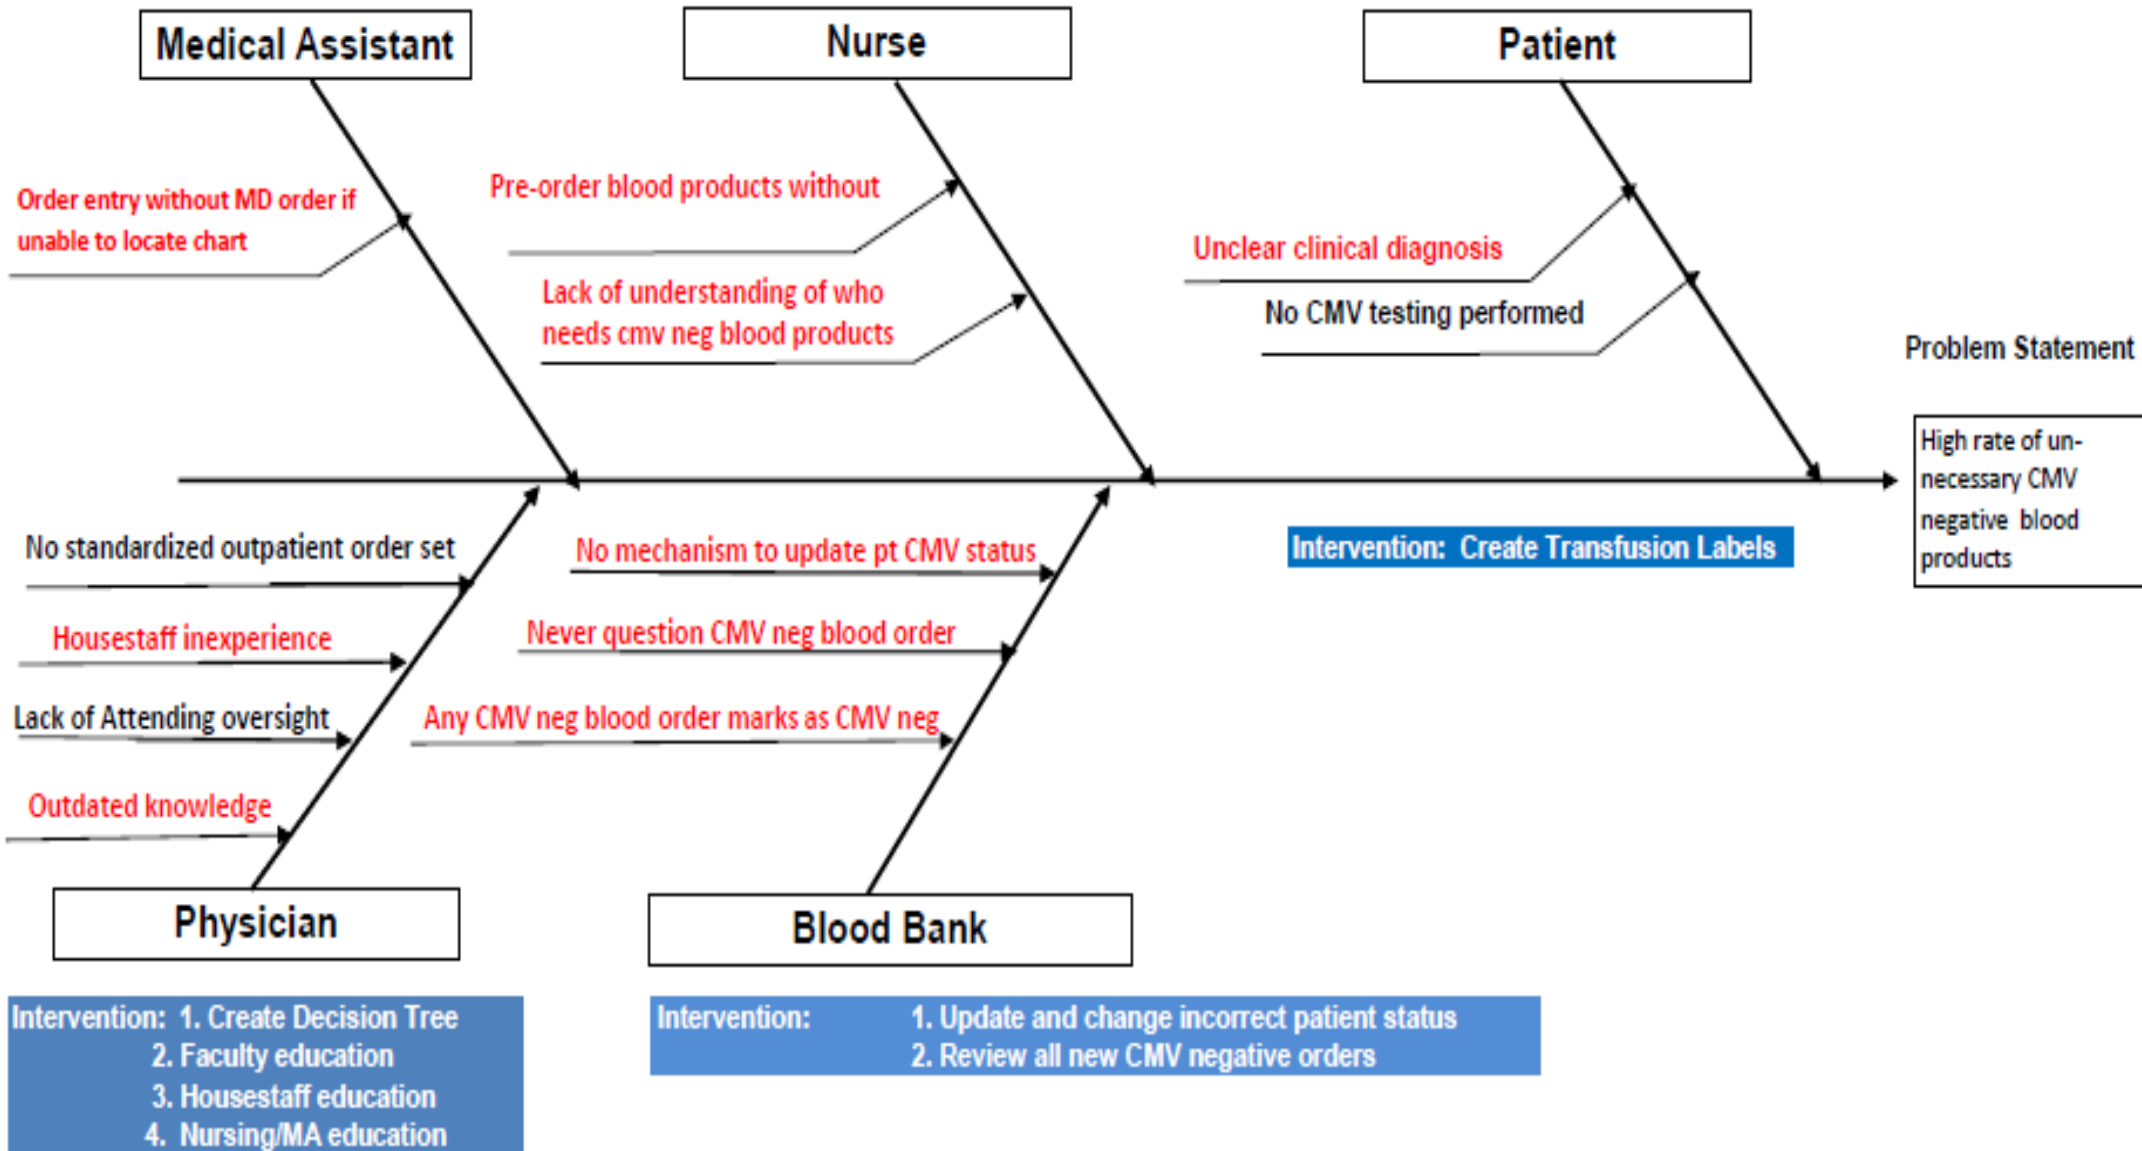 Medical Assistant
Nurse
Patient
Order entry without MD order if
unable to locate chart
Pre-order blood products without
Lack of understanding of who
needs cmv neg blood products
Unclear clinical diagnosis
No CMV testing performed
Problem Statement
High rate of un-
necessary CMV
negative blood
products
No standardized outpatient order set
Housestaff inexperience
Lack of Attending oversight
Outdated knowledge
No mechanism to update pt CMV status
Never question CMV neg blood order
Any CMV neg blood order marks as CMV neg
Intervention: Create Transfusion Labels
Physician
Blood Bank
Intervention: 1. Create Decision Tree
2. Faculty education
3. Housestaff education
4. Nursing/MA education
Intervention: 1. Update and change incorrect patient status
2. Review all new CMV negative orders